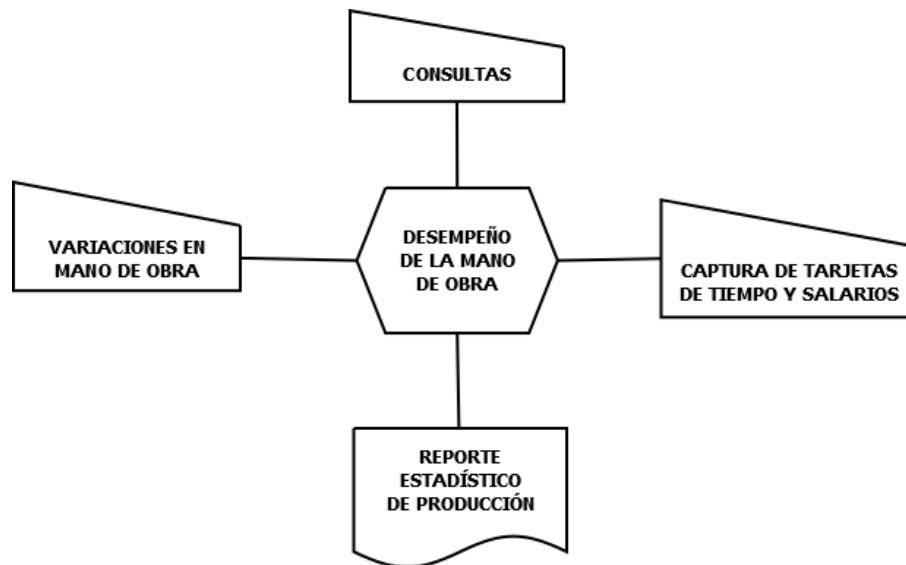 CONSULTAS
VARIACIONES EN
MANO DE OBRA
DESEMPEÑO
DE LA MANO
DE OBRA
CAPTURA DE TARJETAS
DE TIEMPO Y SALARIOS
REPORTE
ESTADÍSTICO
DE PRODUCCIÓN